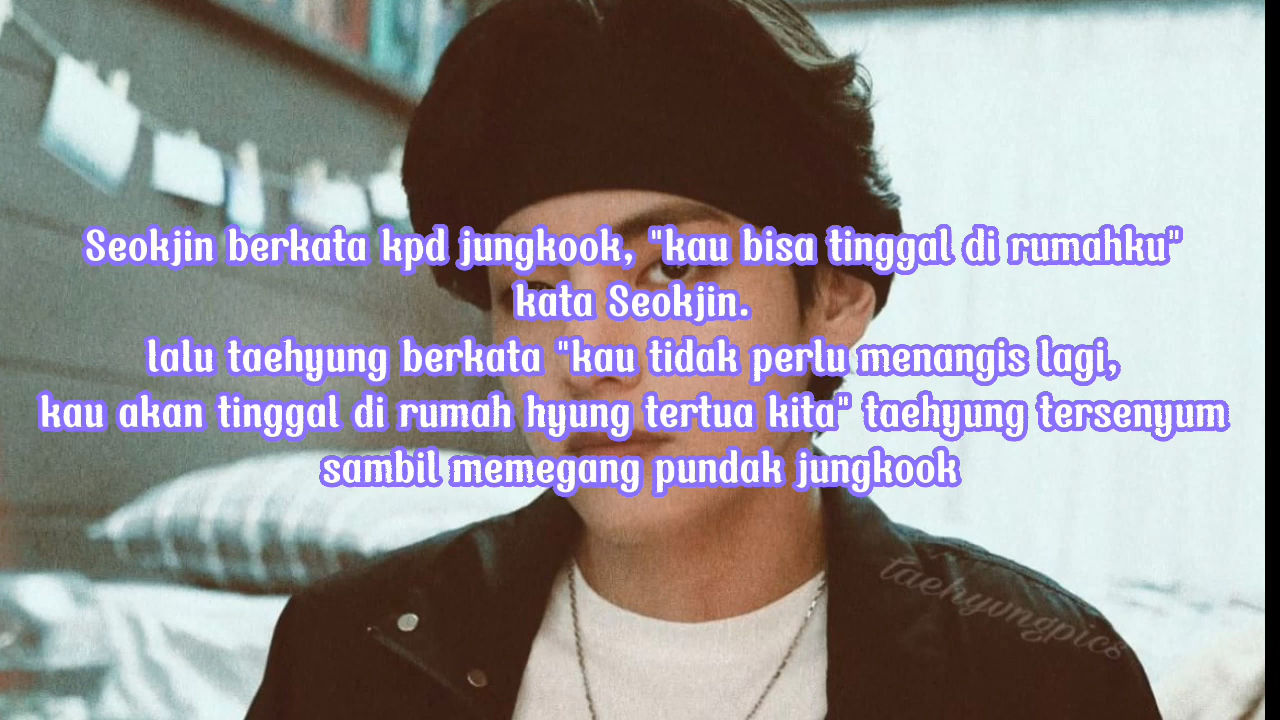 Seokjin berkata kpd jungkook, "kau bisa tinggal di rumahku"
kata Seokjin.
lalu taehyung berkata "kau tidak perlu menangis lagi,
kau akan tinggal di rumah hyung tertua kita" taehyung tersenyum
sambil memegang pundak jungkook
taehyvngpics